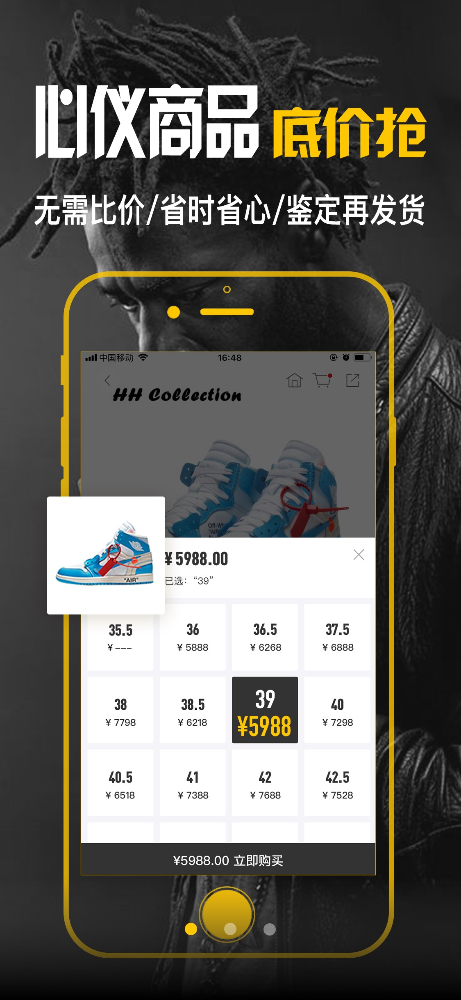 心仪商品 底价抢
无需比价/省时省心/鉴定再发货
中国移动 16:48
HH Collection
Off-Wh
"AIR
"AIR"
¥ 5988.00
已选：“39”
35.5 36 36.5 37.5
¥ --- ¥ 5888 ¥ 6268 ¥ 6888
38 38.5 39 40
¥ 7798 ¥ 6218 ¥5988 ¥ 7298
40.5 41 42 42.5
¥ 6518 ¥ 7388 ¥ 7688 ¥ 7528
¥5988.00 立即购买